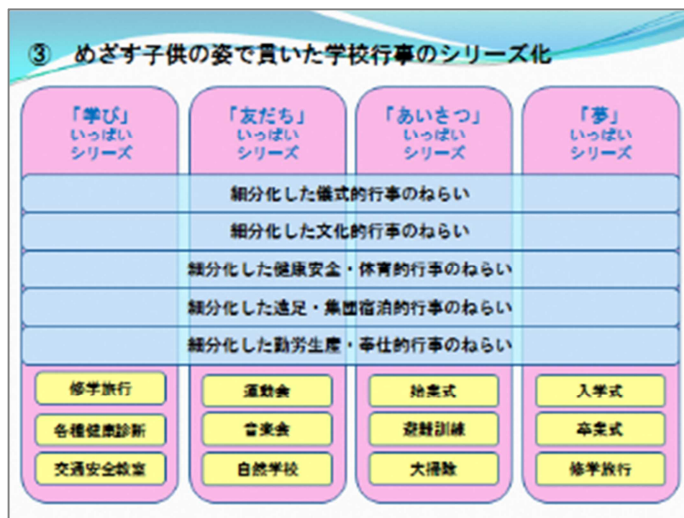 ③ めざす子供の姿で貫いた学校行事のシリーズ化
「学び」
いっぱい
シリーズ
「友だち」
いっぱい
シリーズ
「あいさつ」
いっぱい
シリーズ
「夢」
いっぱい
シリーズ
細分化した儀式的行事のねらい
細分化した文化的行事のねらい
細分化した健康安全・体育的行事のねらい
細分化した遠足・集団宿泊的行事のねらい
細分化した勤労生産・奉仕的行事のねらい
修学旅行
各種健康診断
交通安全教室
運動会
音楽会
自然学校
始業式
避難訓練
大掃除
入学式
卒業式
修学旅行